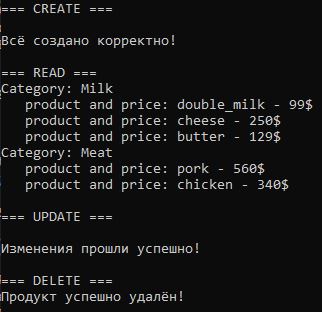 === CREATE ===
Всё создано корректно!
=== READ ===
Category: Milk
product and price: double_milk - 99$
product and price: cheese - 250$
product and price: butter - 129$
Category: Meat
product and price: pork - 560$
product and price: chicken - 340$
=== UPDATE ===
Изменения прошли успешно!
=== DELETE ===
Продукт успешно удалён!